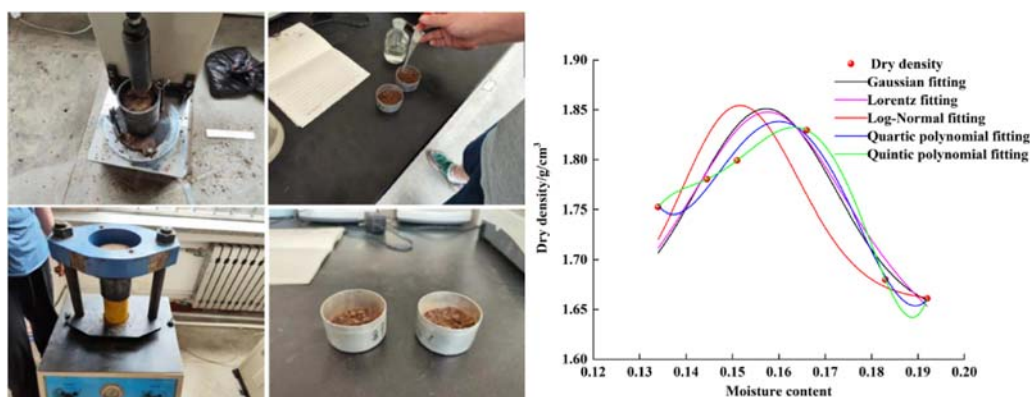 1.90
1.85
1.80
1.75
1.70
1.65
1.60
Dry density/g/cm³
Dry density
Gaussian fitting
Lorentz fitting
Log-Normal fitting
Quartic polynomial fitting
Quintic polynomial fitting
0.12 0.13 0.14 0.15 0.16 0.17 0.18 0.19 0.20
Moisture content